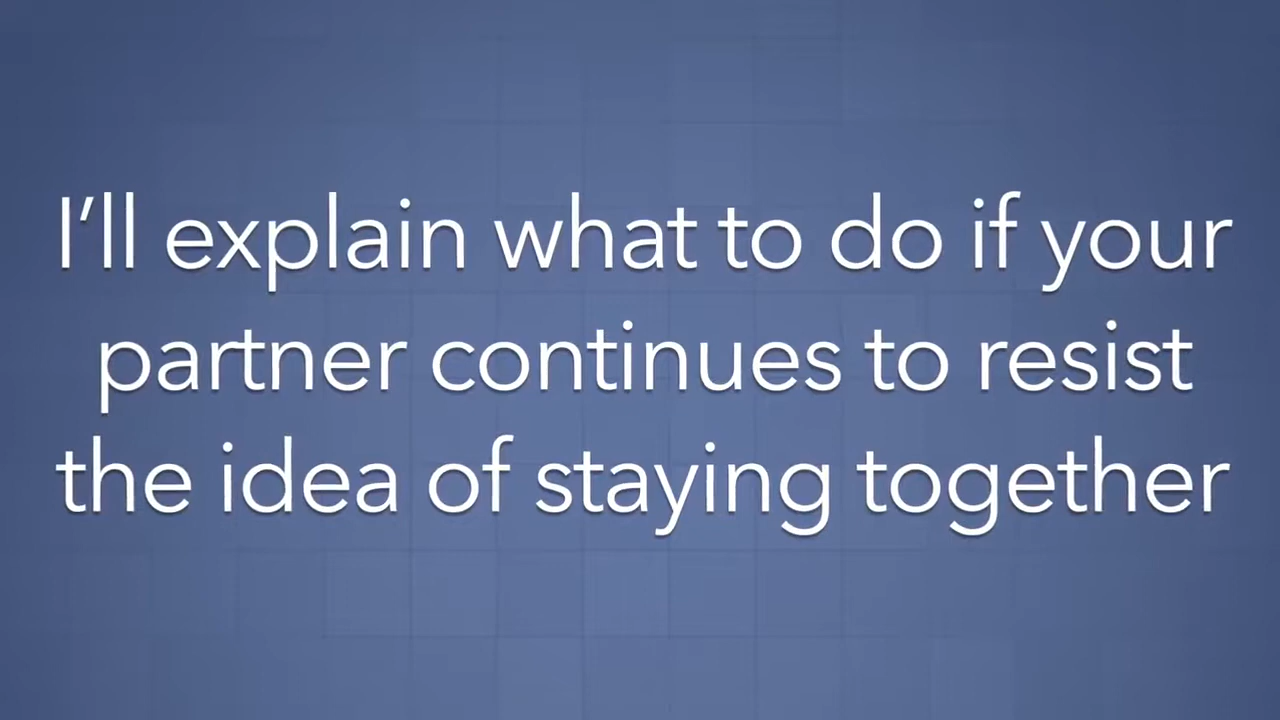 I’ll explain what to do if your
partner continues to resist
the idea of staying together